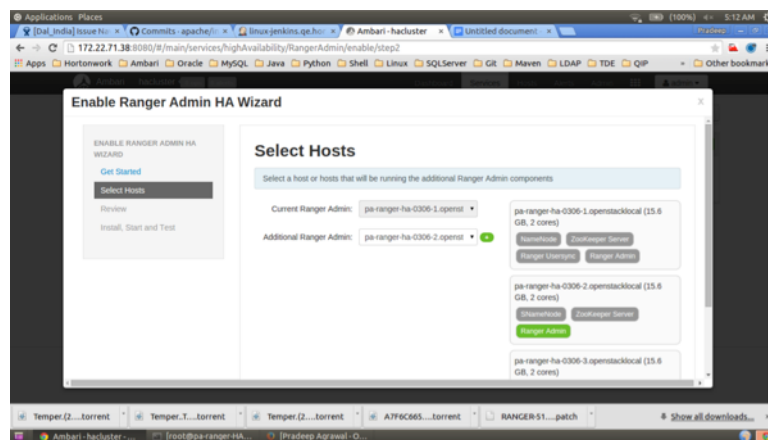 Applications Places
(100%) 5:12 AM
[Dal_India] Issue Na × Commits · apache/ × linux-jenkins.qe.hor × Ambari - hacluster × Untitled document ×
Pradeep
172.22.71.38:8080/#/main/services/highAvailability/RangerAdmin/enable/step2
Apps Hortonwork Ambari Oracle MySQL Java Python Shell Linux SQLServer Git Maven LDAP TDE QIP » Other bookmark
Ambari hacluster Services admin
Enable Ranger Admin HA Wizard X
ENABLE RANGER ADMIN HA
WIZARD
Get Started
Select Hosts
Review
Install, Start and Test
Select Hosts
Select a host or hosts that will be running the additional Ranger Admin components
Current Ranger Admin: pa-ranger-ha-0306-1.openst
Additional Ranger Admin: pa-ranger-ha-0306-2.openst +
pa-ranger-ha-0306-1.openstacklocal (15.6
GB, 2 cores)
NameNode ZooKeeper Server
Ranger Usersync Ranger Admin
pa-ranger-ha-0306-2.openstacklocal (15.6
GB, 2 cores)
SNameNode ZooKeeper Server
Ranger Admin
pa-ranger-ha-0306-3.openstacklocal (15.6
GB, 2 cores)
Temper.(2....torrent Temper..T....torrent Temper.(2....torrent A7F6C665....torrent RANGER-51....patch Show all downloads...
Ambari - hacluster - ... [root@pa-ranger-HA... [Pradeep Agrawal - O...